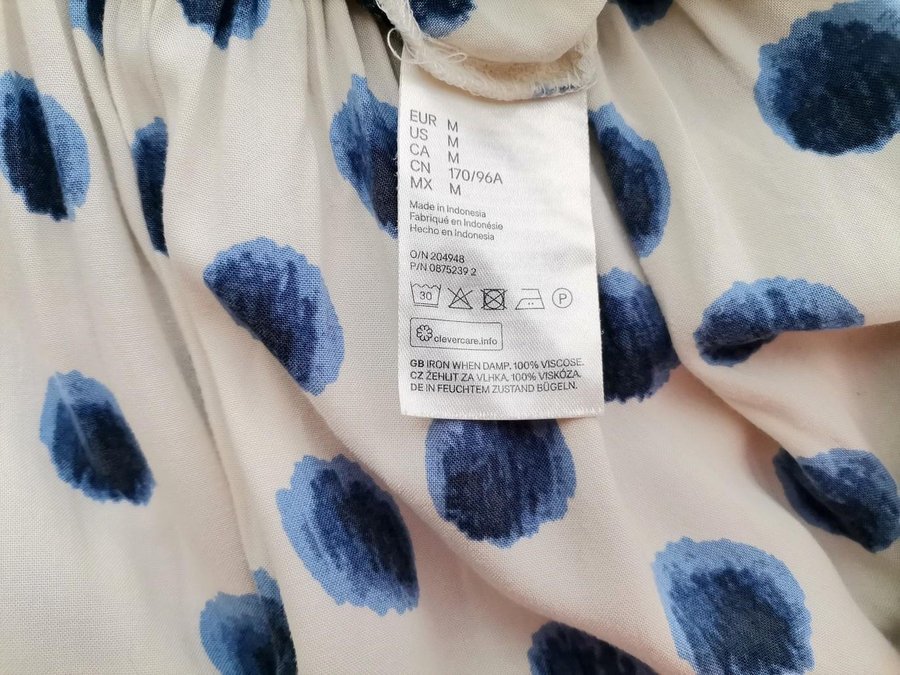 EUR M
US M
CA M
CN 170/96A
MX M
Made in Indonesia
Fabriqué en Indonésie
Hecho en Indonesia
O/N 204948
P/N 0875239 2
30
P
clevercare.info
GB IRON WHEN DAMP. 100% VISCOSE.
CZ ŽEHLIT ZA VLHKA. 100% VISKÓZA.
DE IN FEUCHTEM ZUSTAND BÜGELN.